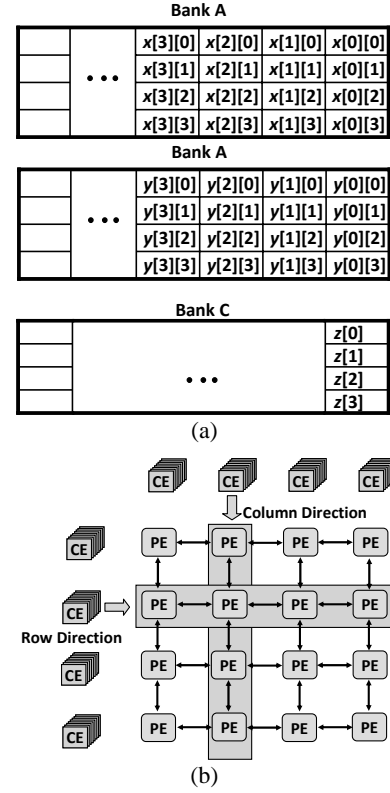 Bank A
••• x[3][0] x[2][0] x[1][0] x[0][0]
x[3][1] x[2][1] x[1][1] x[0][1]
x[3][2] x[2][2] x[1][2] x[0][2]
x[3][3] x[2][3] x[1][3] x[0][3]
Bank A
••• y[3][0] y[2][0] y[1][0] y[0][0]
y[3][1] y[2][1] y[1][1] y[0][1]
y[3][2] y[2][2] y[1][2] y[0][2]
y[3][3] y[2][3] y[1][3] y[0][3]
Bank C
z[0]
z[1]
••• z[2]
z[3]
(a)
CE CE CE CE
Column Direction
CE PE PE PE PE
CE PE PE PE PE
Row Direction
CE PE PE PE PE
CE PE PE PE PE
(b)